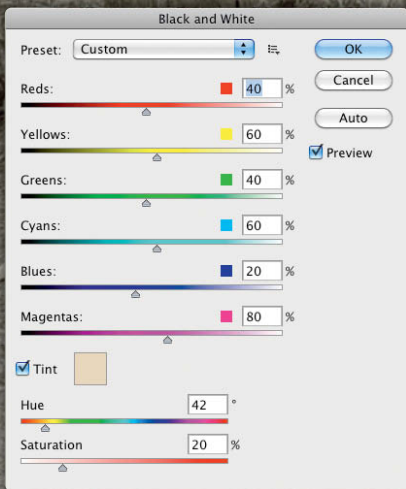 Black and White
Preset: Custom
OK
Cancel
Auto
Preview
Reds: 40 %
Yellows: 60 %
Greens: 40 %
Cyans: 60 %
Blues: 20 %
Magentas: 80 %
Tint
Hue 42 °
Saturation 20 %